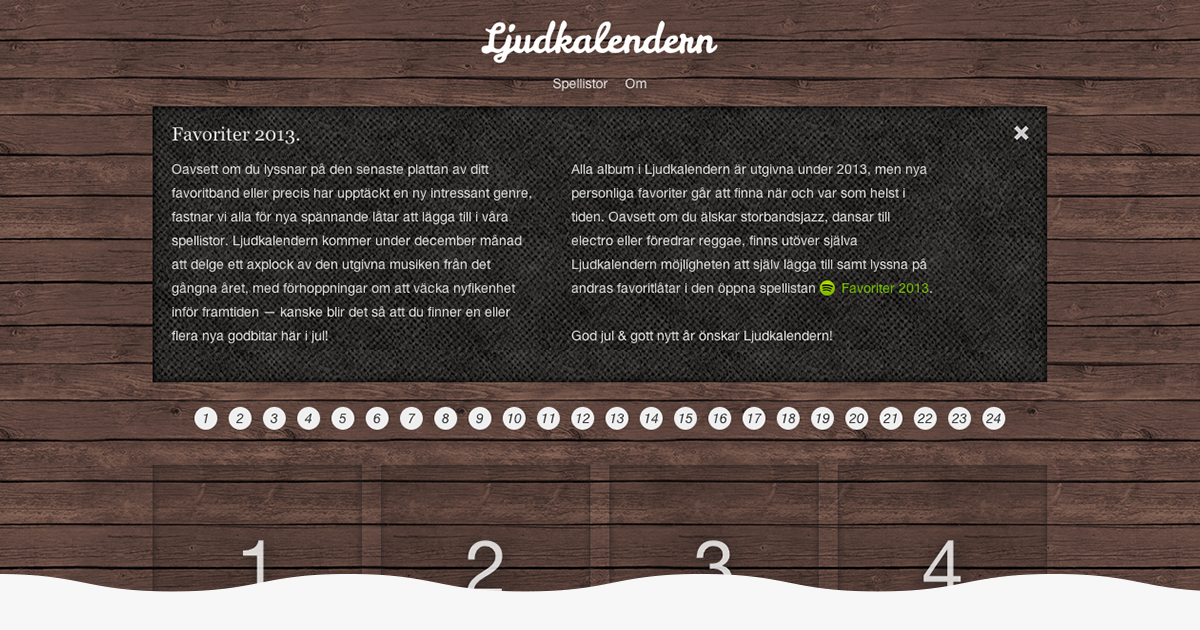 Ljudkalendern
Spellistor Om
Favoriter 2013.
Oavsett om du lyssnar på den senaste plattan av ditt
favoritband eller precis har upptäckt en ny intressant genre,
fastnar vi alla för nya spännande låtar att lägga till i våra
spellistor. Ljudkalendern kommer under december månad
att delge ett axplock av den utgivna musiken från det
gångna året, med förhoppningar om att väcka nyfikenhet
inför framtiden — kanske blir det så att du finner en eller
flera nya godbitar här i jul!
Alla album i Ljudkalendern är utgivna under 2013, men nya
personliga favoriter går att finna när och var som helst i
tiden. Oavsett om du älskar storbandsjazz, dansar till
electro eller föredrar reggae, finns utöver själva
Ljudkalendern möjligheten att själv lägga till samt lyssna på
andras favoritlåtar i den öppna spellistan Favoriter 2013.
God jul & gott nytt år önskar Ljudkalendern!
1 2 3 4 5 6 7 8 9 10 11 12 13 14 15 16 17 18 19 20 21 22 23 24
1 2 3 4